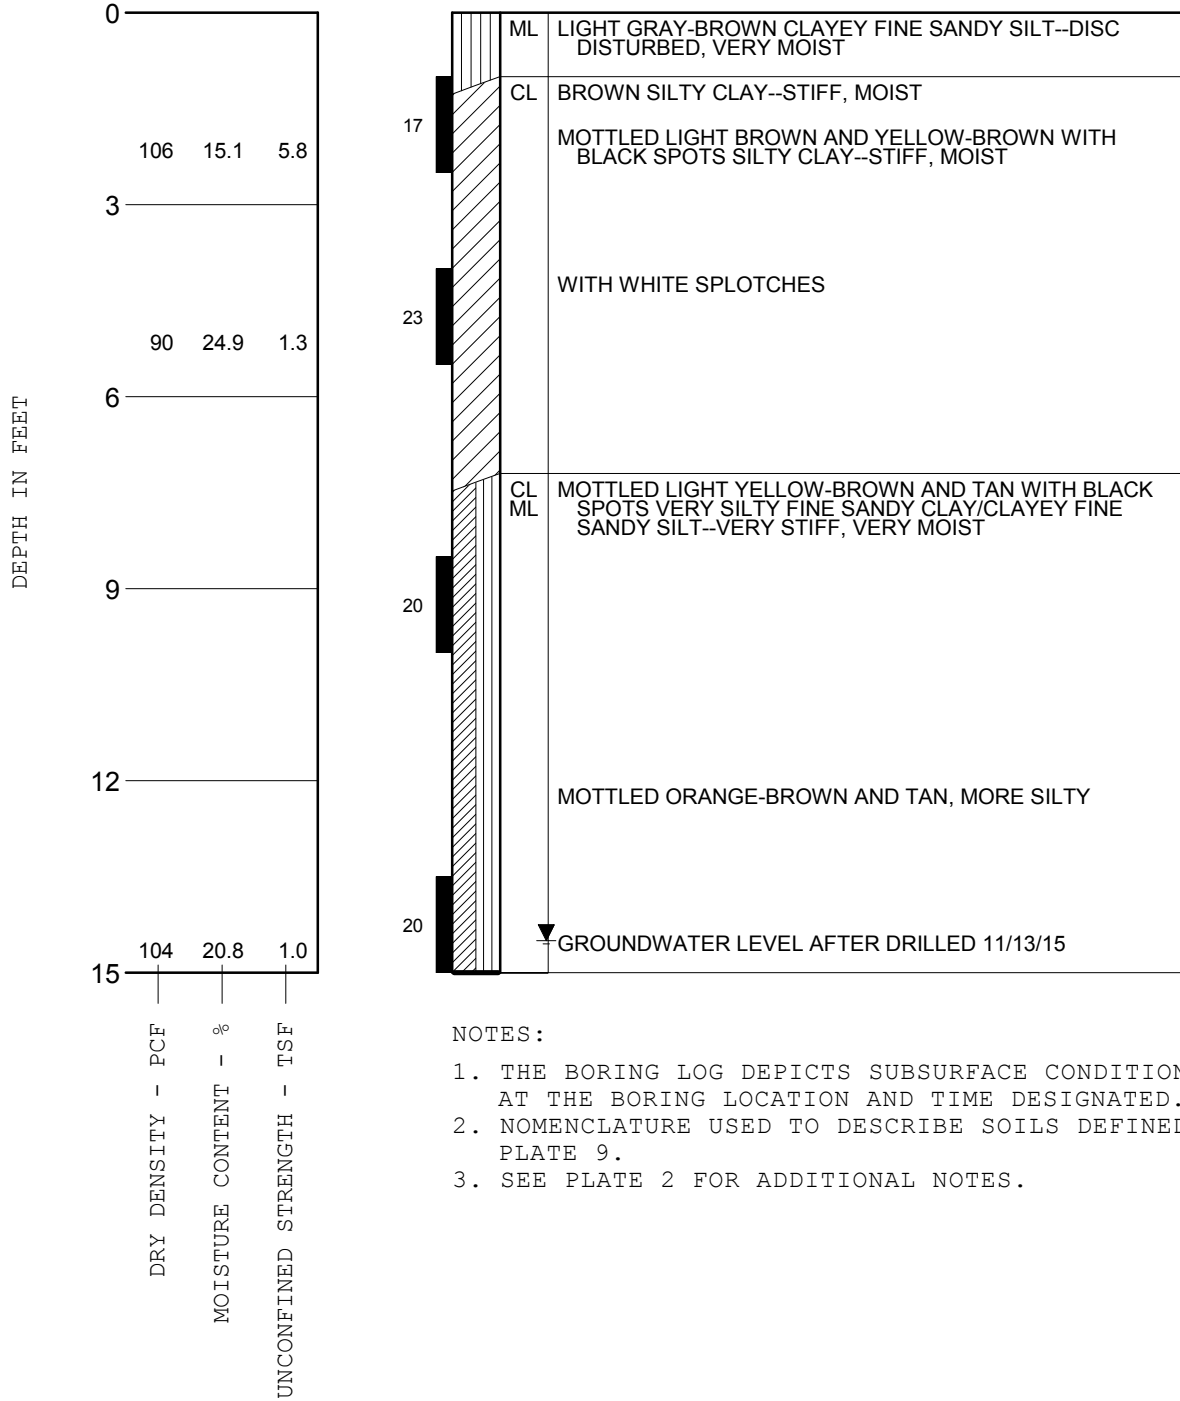 0
ML LIGHT GRAY-BROWN CLAYEY FINE SANDY SILT--DISC
DISTURBED, VERY MOIST
CL BROWN SILTY CLAY--STIFF, MOIST
17
MOTTLED LIGHT BROWN AND YELLOW-BROWN WITH
106 15.1 5.8
BLACK SPOTS SILTY CLAY--STIFF, MOIST
3
WITH WHITE SPLOTCHES
23
90 24.9 1.3
6
DEPTH IN FEET
CL MOTTLED LIGHT YELLOW-BROWN AND TAN WITH BLACK
ML SPOTS VERY SILTY FINE SANDY CLAY/CLAYEY FINE
SANDY SILT--VERY STIFF, VERY MOIST
9
20
12
MOTTLED ORANGE-BROWN AND TAN, MORE SILTY
20
GROUNDWATER LEVEL AFTER DRILLED 11/13/15
104 20.8 1.0
15
DRY DENSITY - PCF
MOISTURE CONTENT - %
UNCONFINED STRENGTH - TSF
NOTES:
1. THE BORING LOG DEPICTS SUBSURFACE CONDITION
AT THE BORING LOCATION AND TIME DESIGNATED.
2. NOMENCLATURE USED TO DESCRIBE SOILS DEFINED
PLATE 9.
3. SEE PLATE 2 FOR ADDITIONAL NOTES.